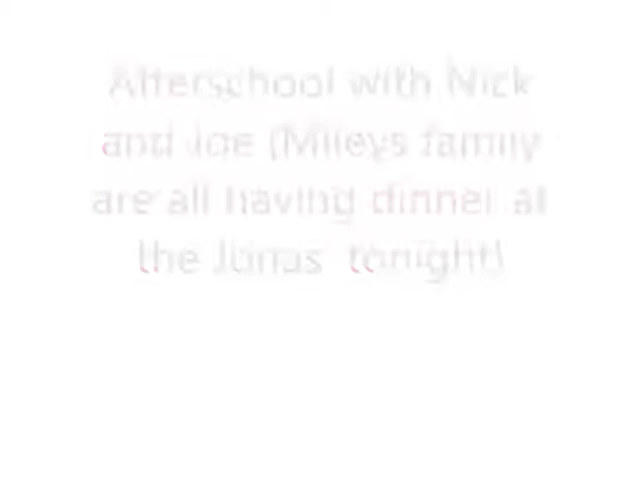 Afterschool with Nick
and Joe (Mileys family
are all having dinner at
the Jonas' tonight)